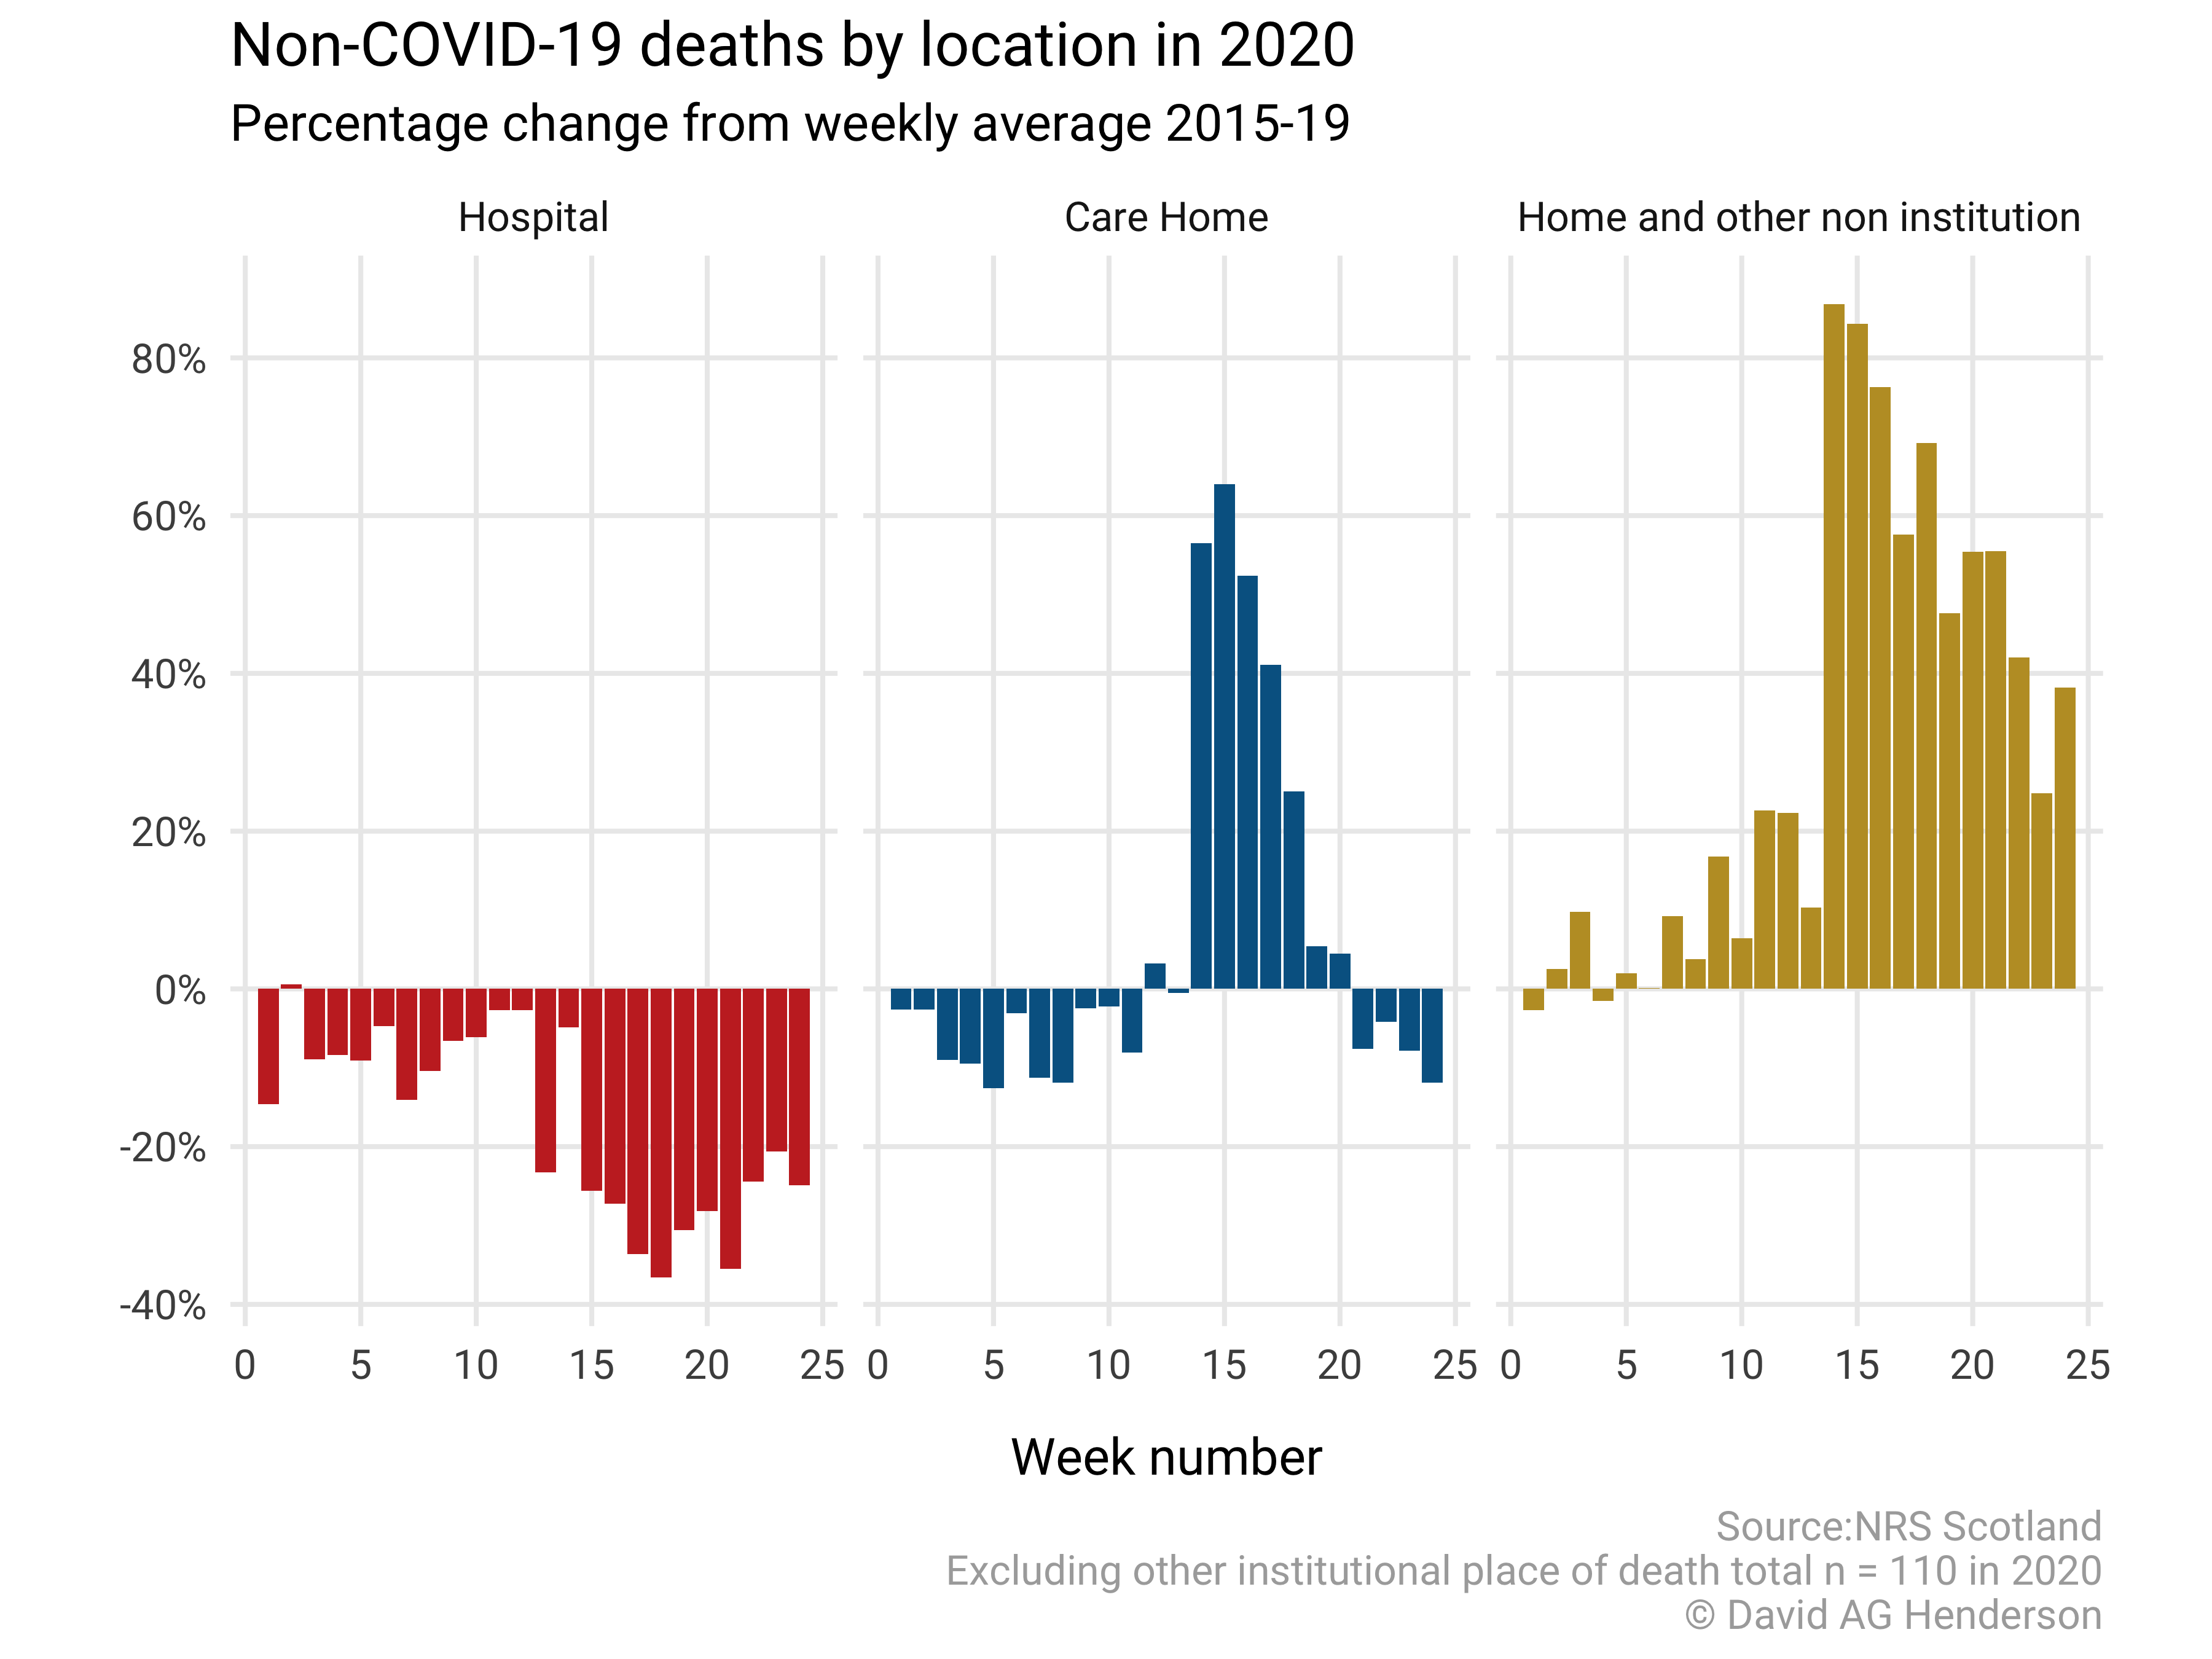 Non-COVID-19 deaths by location in 2020
Percentage change from weekly average 2015-19
Hospital
Care Home
Home and other non institution
80%
60%
40%
20%
0%
-20%
-40%
0 5 10 15 20 25
0 5 10 15 20 25
0 5 10 15 20 25
Week number
Source:NRS Scotland
Excluding other institutional place of death total n = 110 in 2020
© David AG Henderson